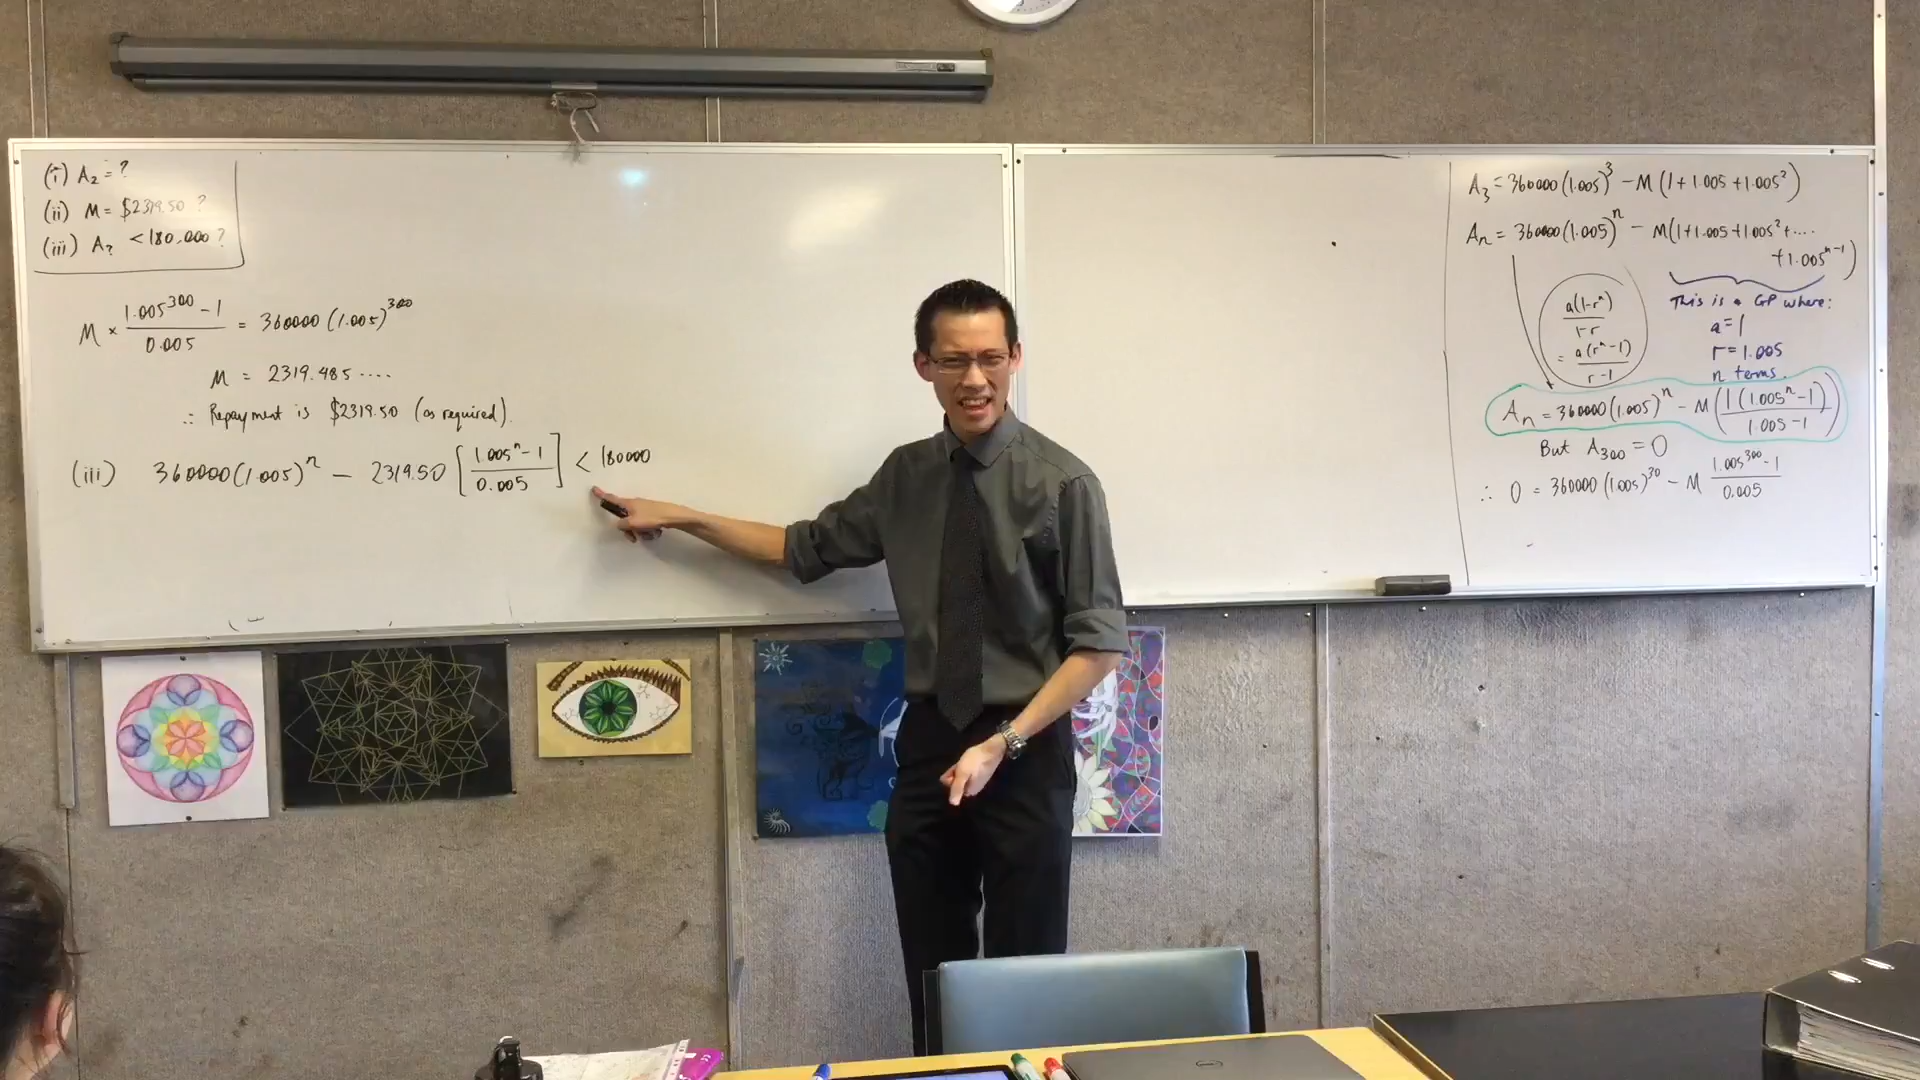 (i) A₂ = ?
(ii) M = $2319.50 ?
(iii) A? < 180,000 ?
M × (1.005³⁰⁰ - 1)/0.005 = 360000 (1.005)³⁰⁰
M = 2319.485 ....
∴ Repayment is $2319.50 (as required).
(iii) 360000(1.005)ⁿ - 2319.50 [(1.005ⁿ - 1)/0.005] < 180000
A₃ = 360000(1.005)³ - M(1 + 1.005 + 1.005²)
Aₙ = 360000(1.005)ⁿ - M(1 + 1.005 + 1.005² + ....
+ 1.005ⁿ⁻¹)
a(1-rⁿ)/1-r
= a(rⁿ-1)/r-1
This is a GP where:
a = 1
r = 1.005
n terms.
Aₙ = 360000(1.005)ⁿ - M(1(1.005ⁿ - 1)/1.005 - 1)
But A₃₀₀ = 0
∴ 0 = 360000 (1.005)³⁰ - M (1.005³⁰⁰ - 1)/0.005